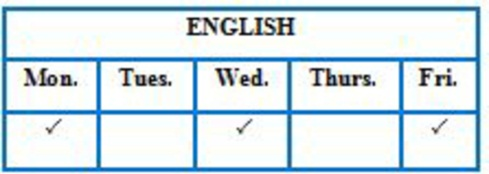 ENGLISH
Mon. Tues. Wed. Thurs. Fri.
✓ ✓ ✓